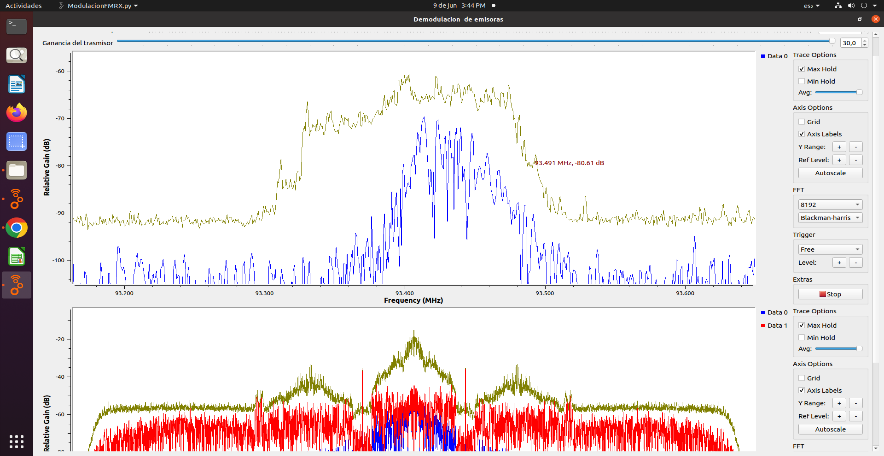 Actividades
ModulacionFMRX.py
9 de jun 3:44 PM
es₂
Demodulacion de emisoras
Ganancia del trasmisor
30,0
Data 0
Trace Options
Max Hold
Min Hold
Avg:
Axis Options
Grid
Axis Labels
Y Range:
+
-
Ref Level:
+
-
Autoscale
FFT
8192
Blackman-harris
Trigger
Free
Level:
+
-
Extras
Stop
Relative Gain (dB)
-60
-70
-80
-90
-100
93.491 MHz, -80.61 dB
93.200
93.300
93.400
93.500
93.600
Frequency (MHz)
Data 0
Data 1
Trace Options
Max Hold
Min Hold
Avg:
Axis Options
Grid
Axis Labels
Y Range:
+
-
Ref Level:
+
-
Autoscale
FFT
Relative Gain (dB)
-20
-40
-60
-80